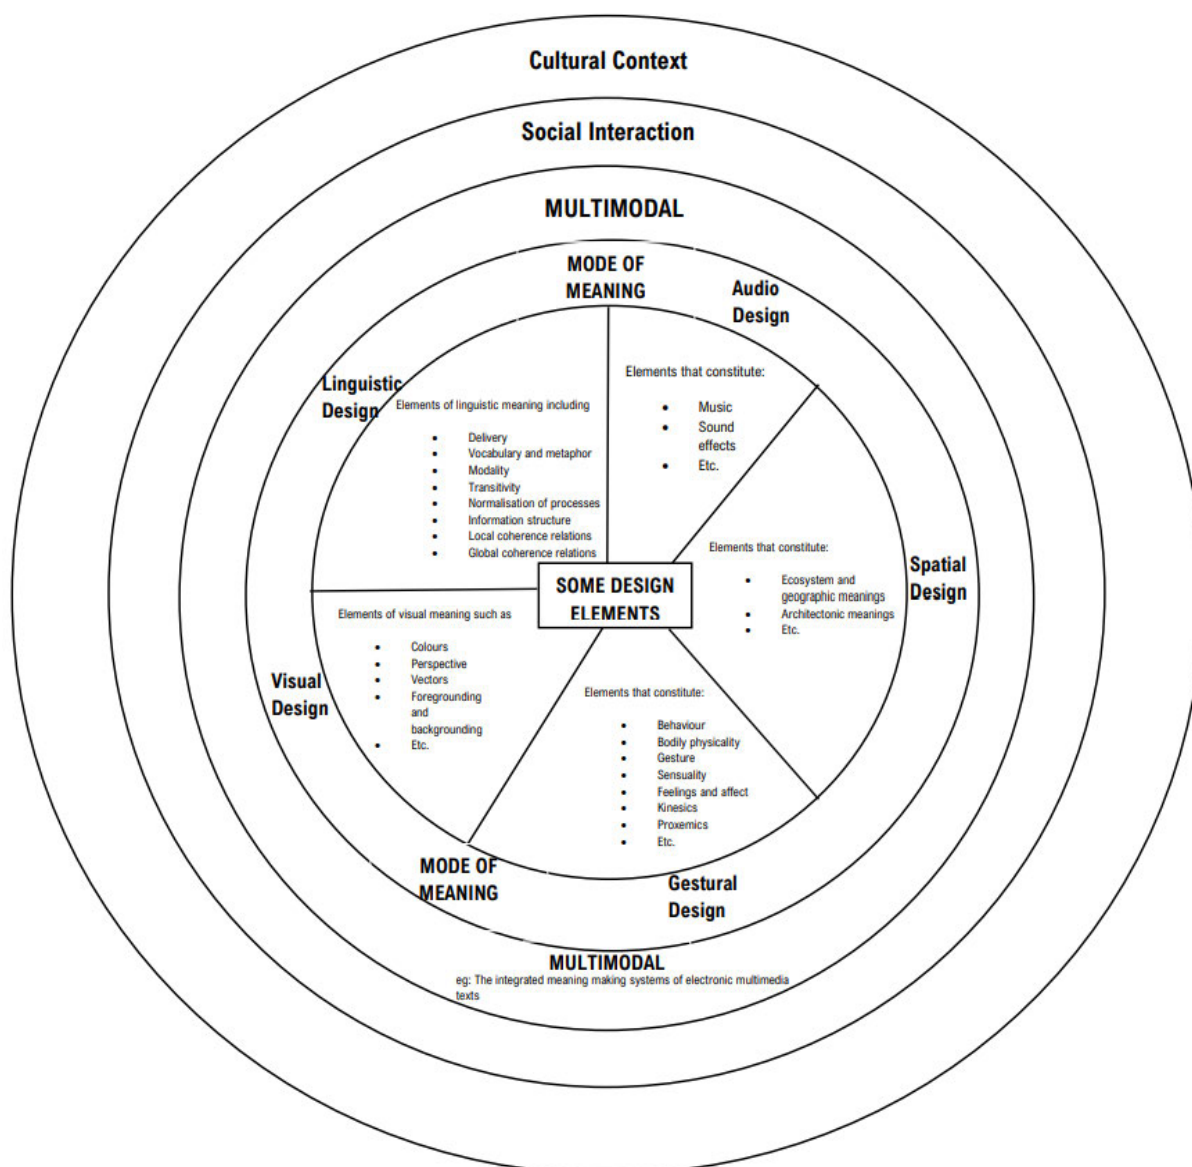 Cultural Context
Social Interaction
MULTIMODAL
MODE OF
MEANING
Audio
Design
Elements that constitute:
• Music
• Sound
effects
• Etc.
Linguistic
Design
Elements of linguistic meaning including
• Delivery
• Vocabulary and metaphor
• Modality
• Transitivity
• Normalisation of processes
• Information structure
• Local coherence relations
• Global coherence relations
SOME DESIGN
ELEMENTS
Elements that constitute:
• Ecosystem and
geographic meanings
• Architectonic meanings
• Etc.
Spatial
Design
Elements of visual meaning such as
• Colours
• Perspective
• Vectors
• Foregrounding
and
backgrounding
• Etc.
Visual
Design
Elements that constitute:
• Behaviour
• Bodily physicality
• Gesture
• Sensuality
• Feelings and affect
• Kinesics
• Proxemics
• Etc.
MODE OF
MEANING
Gestural
Design
MULTIMODAL
eg: The integrated meaning making systems of electronic multimedia
texts